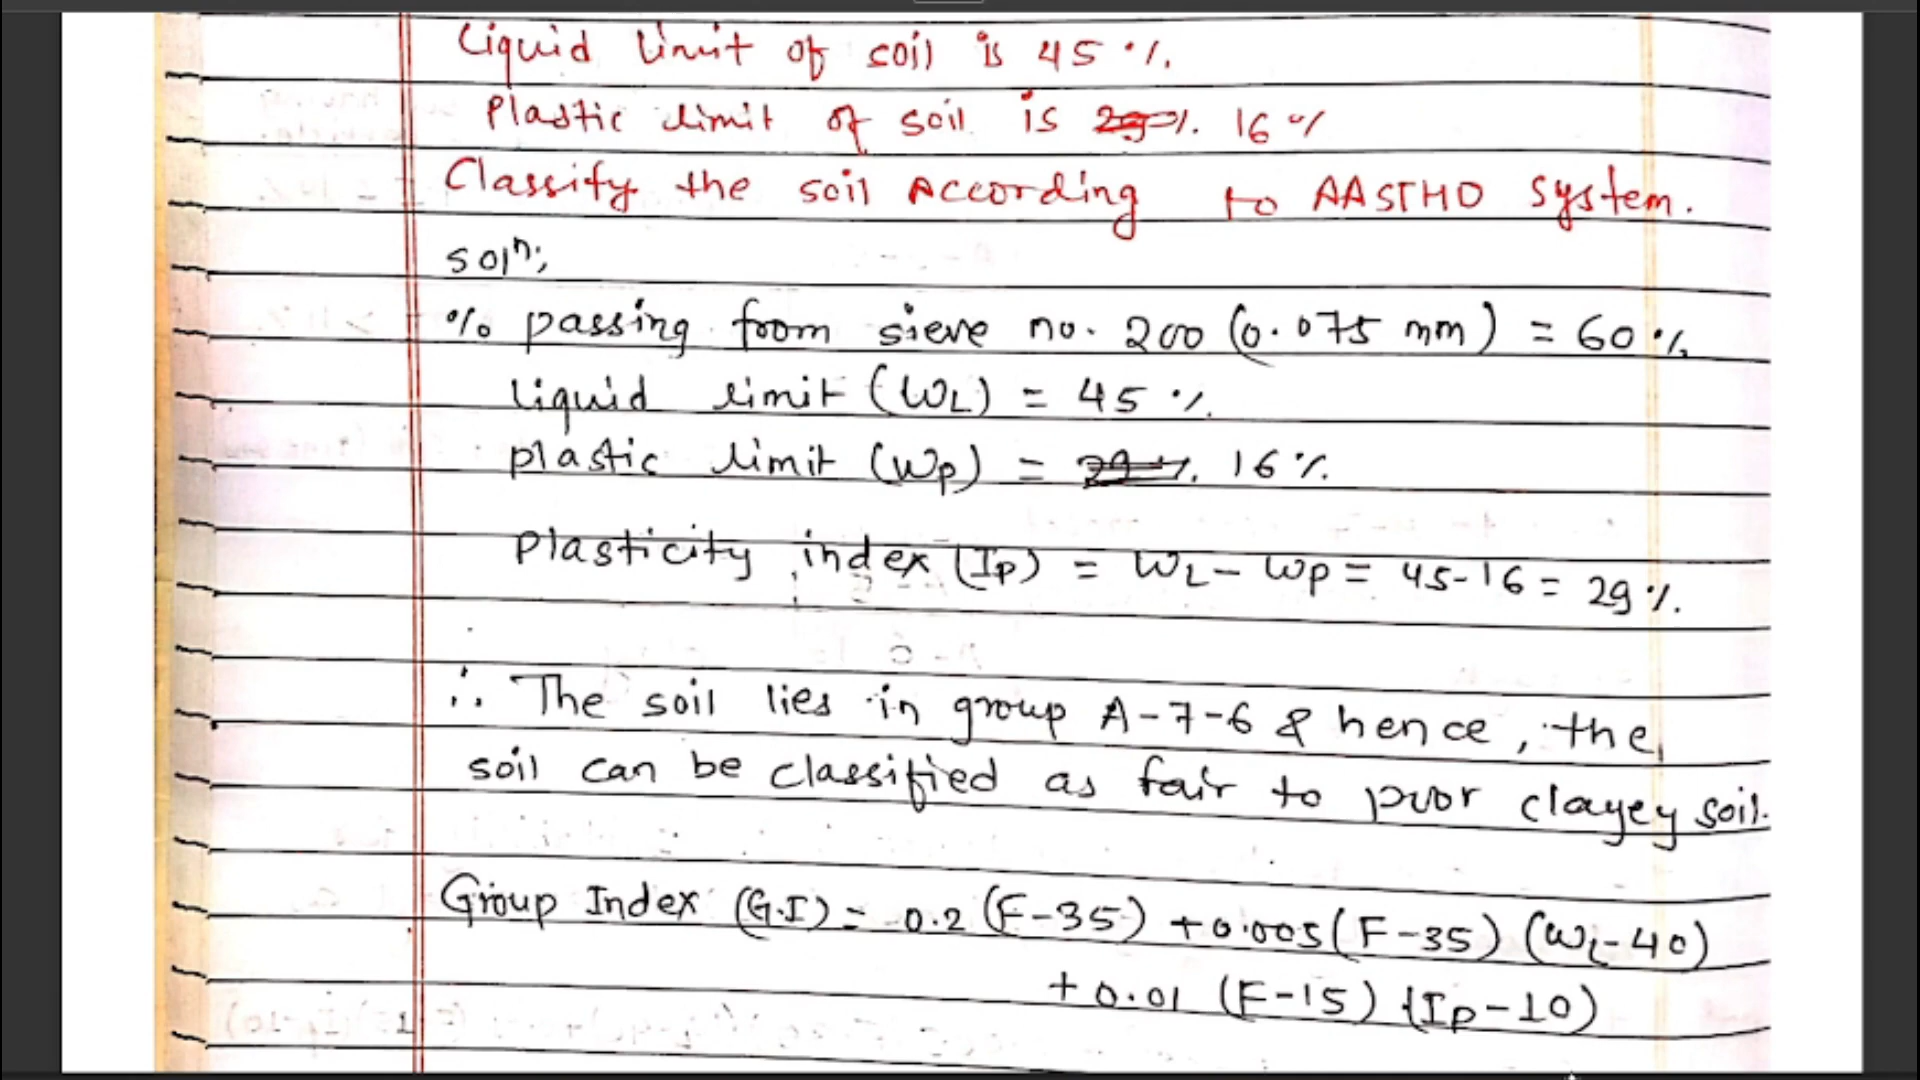 Liquid limit of soil is 45 %.
Plastic limit of soil is 29%. 16 %
Classify the soil According to AASTHO System.
solⁿ;
% passing from sieve no. 200 (0.075 mm) = 60 %
liquid limit (WL) = 45 %.
plastic limit (Wp) = 29 %. 16 %.
Plasticity index (Ip) = WL - Wp = 45-16 = 29 %.
∴ The soil lies in group A-7-6 & hence, the
soil can be classified as fair to poor clayey soil.
Group Index (G.I) = 0.2 (F-35) + 0.005 (F-35) (WL-40)
+ 0.01 (F-15) (Ip-10)